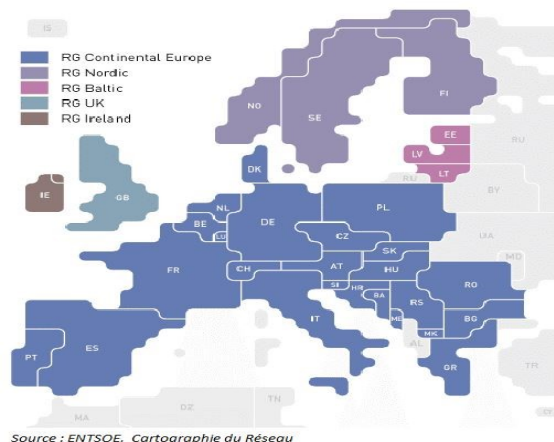 IS
RG Continental Europe
RG Nordic
RG Baltic
RG UK
RG Ireland
NO
SE
FI
EE
LV
LT
RU
RU
BY
DK
IE
GB
NL
BE
LU
DE
PL
CZ
SK
UA
MD
FR
CH
AT
HU
SI
HR
BA
RS
RO
IT
ME
BG
MK
AL
PT
ES
GR
TR
MA
DZ
TN
CY
Source : ENTSOE. Cartographie du Réseau